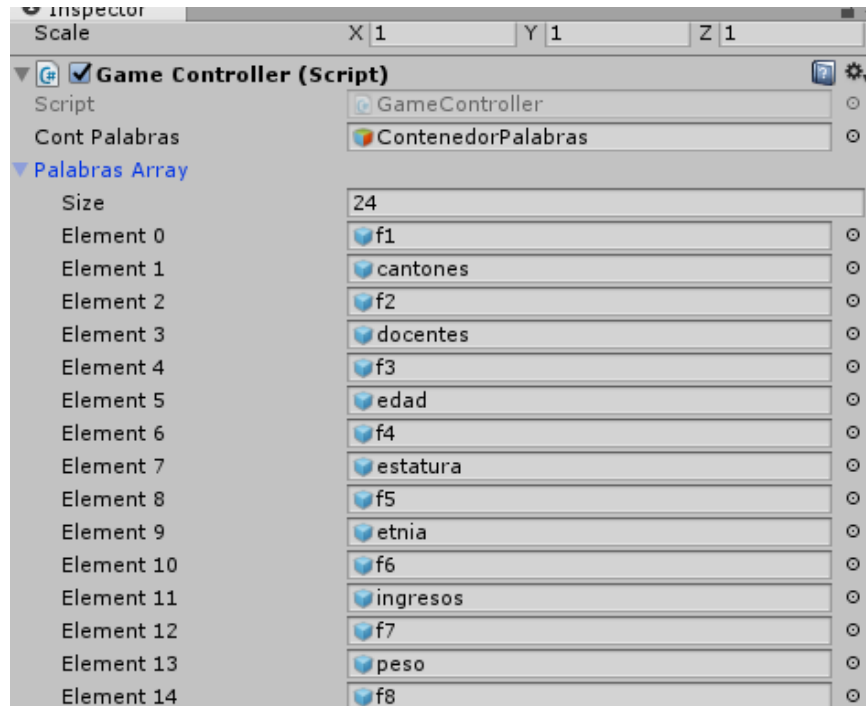 Inspector
Scale X 1 Y 1 Z 1
Game Controller (Script)
Script GameController
Cont Palabras ContenedorPalabras
Palabras Array
Size 24
Element 0 f1
Element 1 cantones
Element 2 f2
Element 3 docentes
Element 4 f3
Element 5 edad
Element 6 f4
Element 7 estatura
Element 8 f5
Element 9 etnia
Element 10 f6
Element 11 ingresos
Element 12 f7
Element 13 peso
Element 14 f8